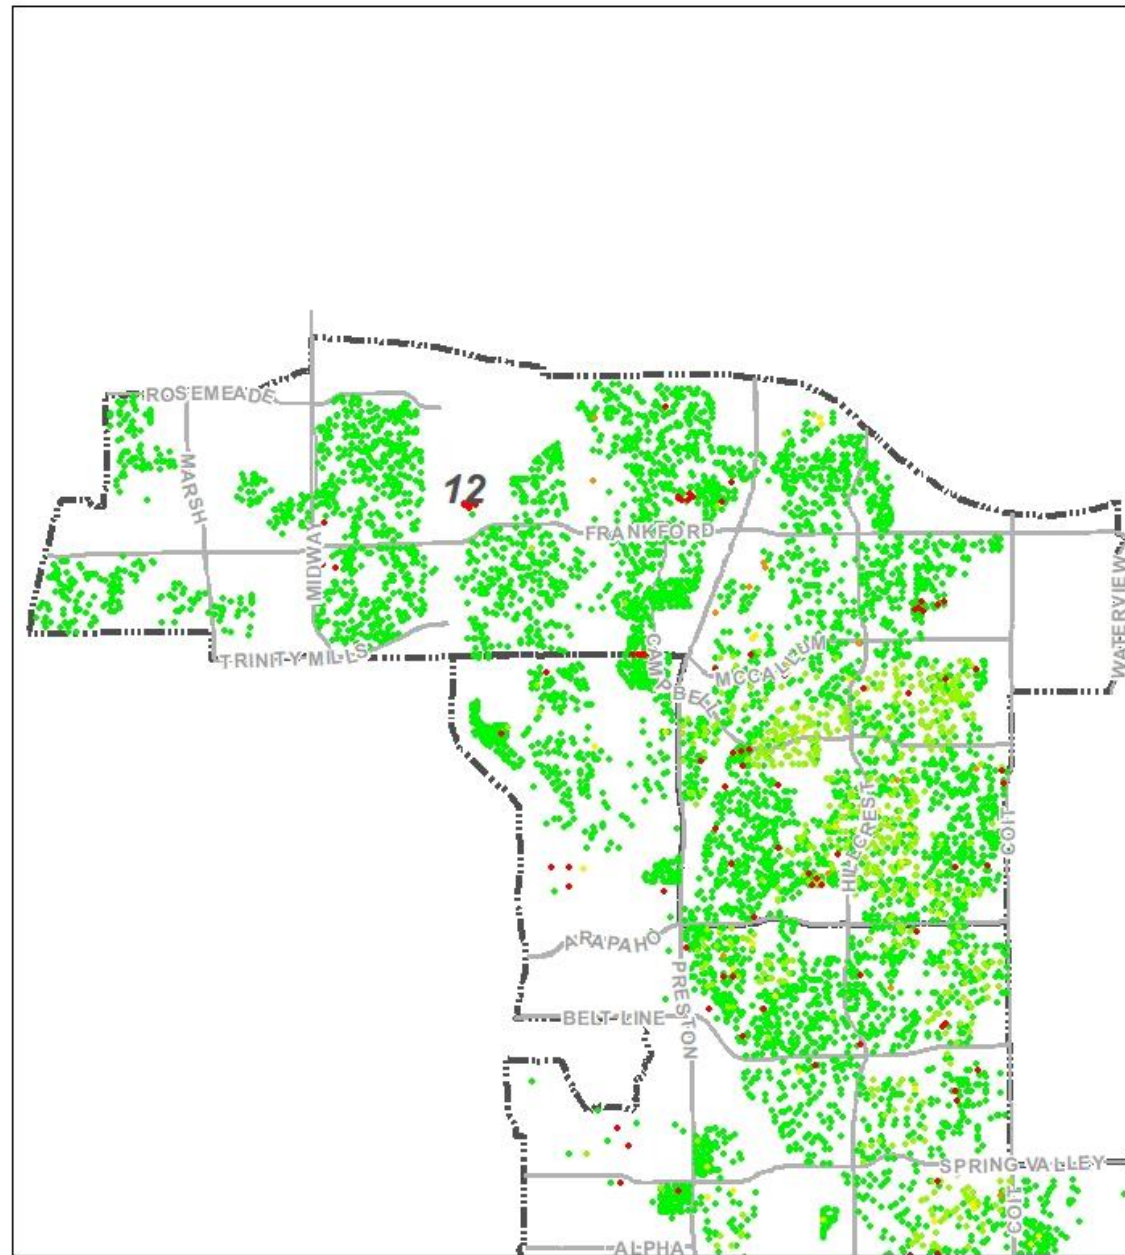 ROSEMEADE
MARSH
MIDWAY
12
FRANKFORD
WATERVIEW
TRINITY MILLS
CAMPBELL
MCCALLUM
HILLCREST
COIT
ARAPAHO
PRESTON
BELT LINE
SPRING VALLEY
COIT
ALPHA